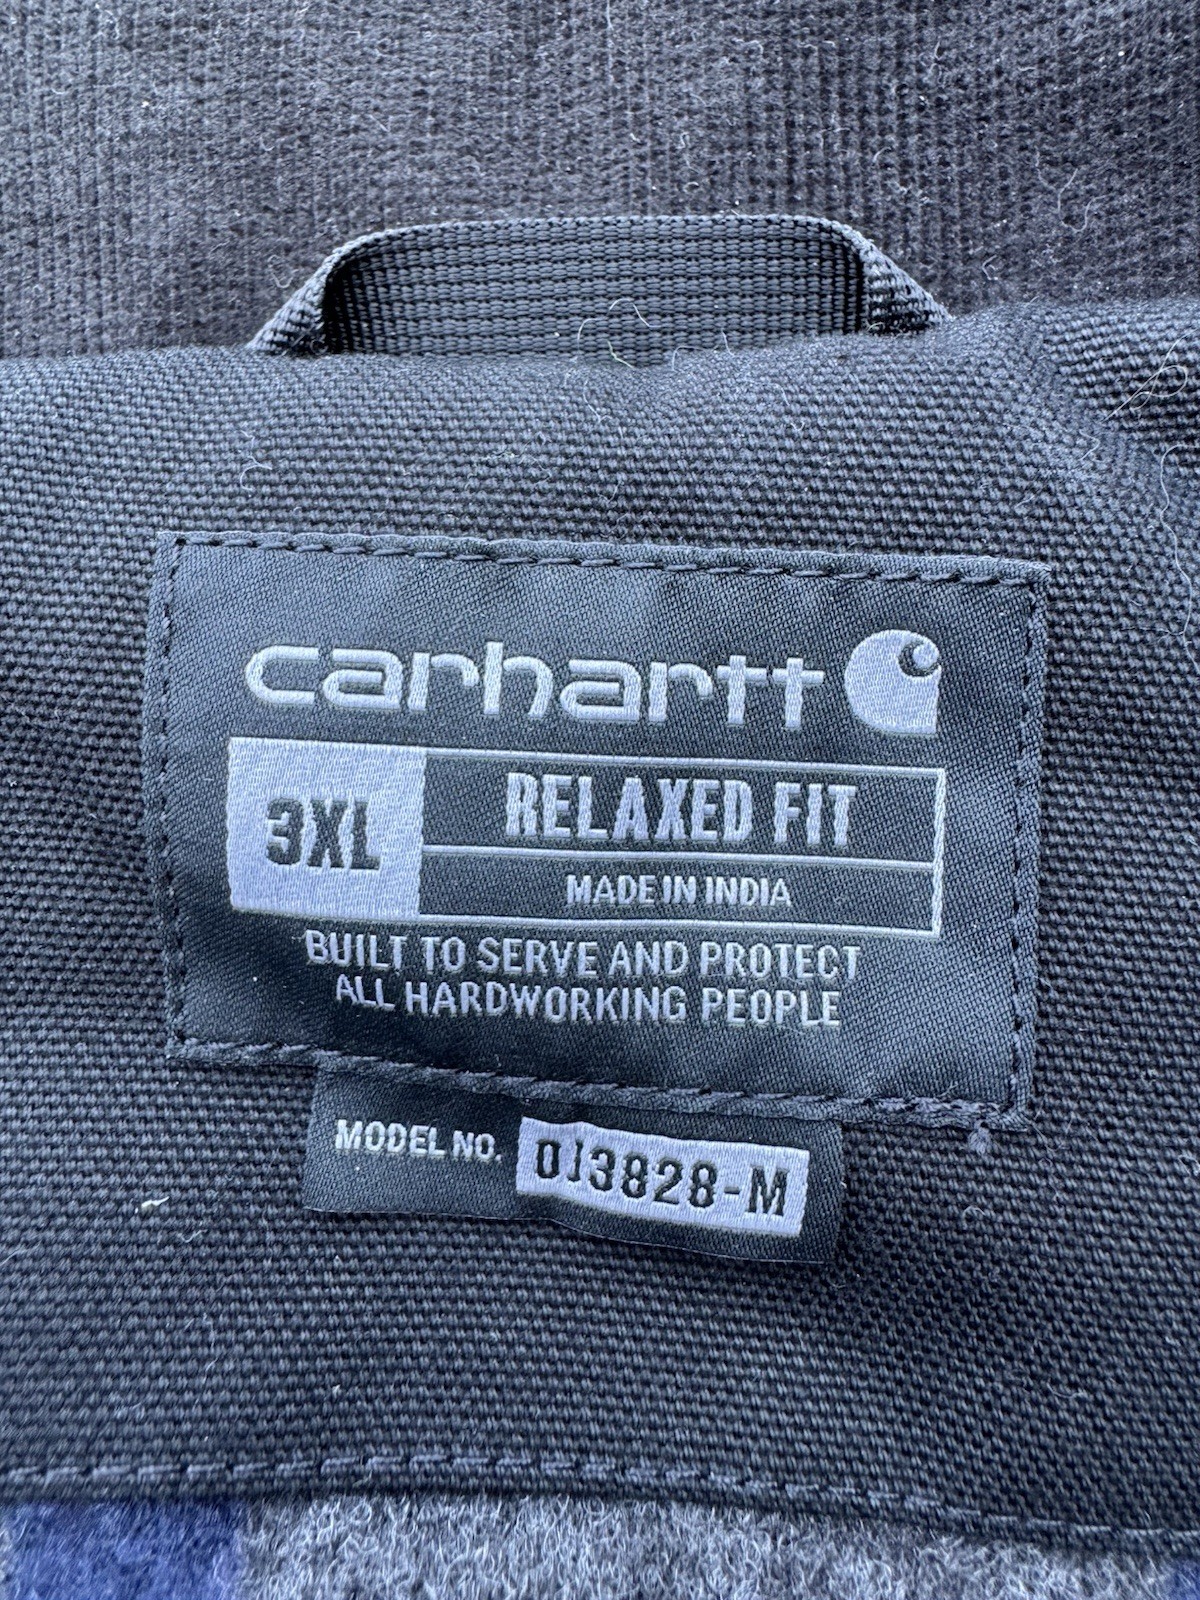 carhartt
3XL
RELAXED FIT
MADE IN INDIA
BUILT TO SERVE AND PROTECT
ALL HARDWORKING PEOPLE
MODEL NO. OJ3828-M